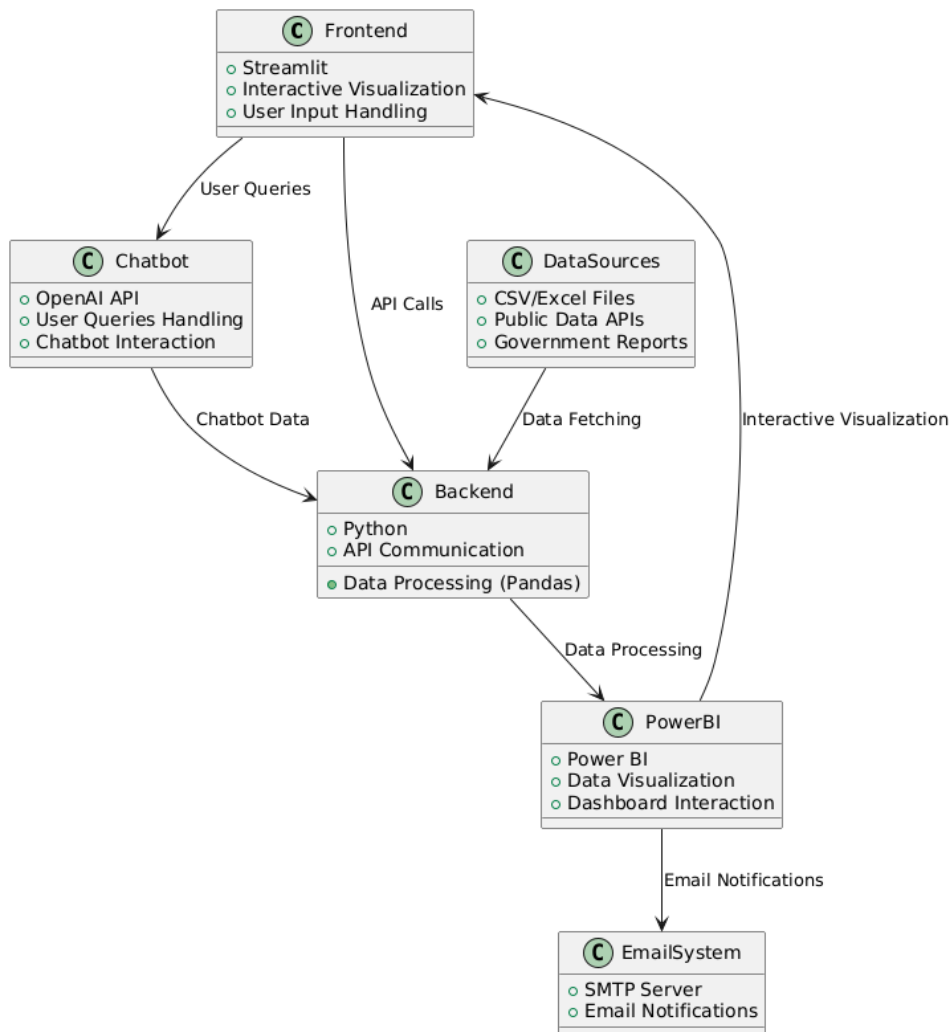 C Frontend
Streamlit
Interactive Visualization
User Input Handling
User Queries
C Chatbot
OpenAI API
User Queries Handling
Chatbot Interaction
API Calls
C DataSources
CSV/Excel Files
Public Data APIs
Government Reports
Chatbot Data
Data Fetching
Interactive Visualization
C Backend
Python
API Communication
Data Processing (Pandas)
Data Processing
C PowerBI
Power BI
Data Visualization
Dashboard Interaction
Email Notifications
C EmailSystem
SMTP Server
Email Notifications